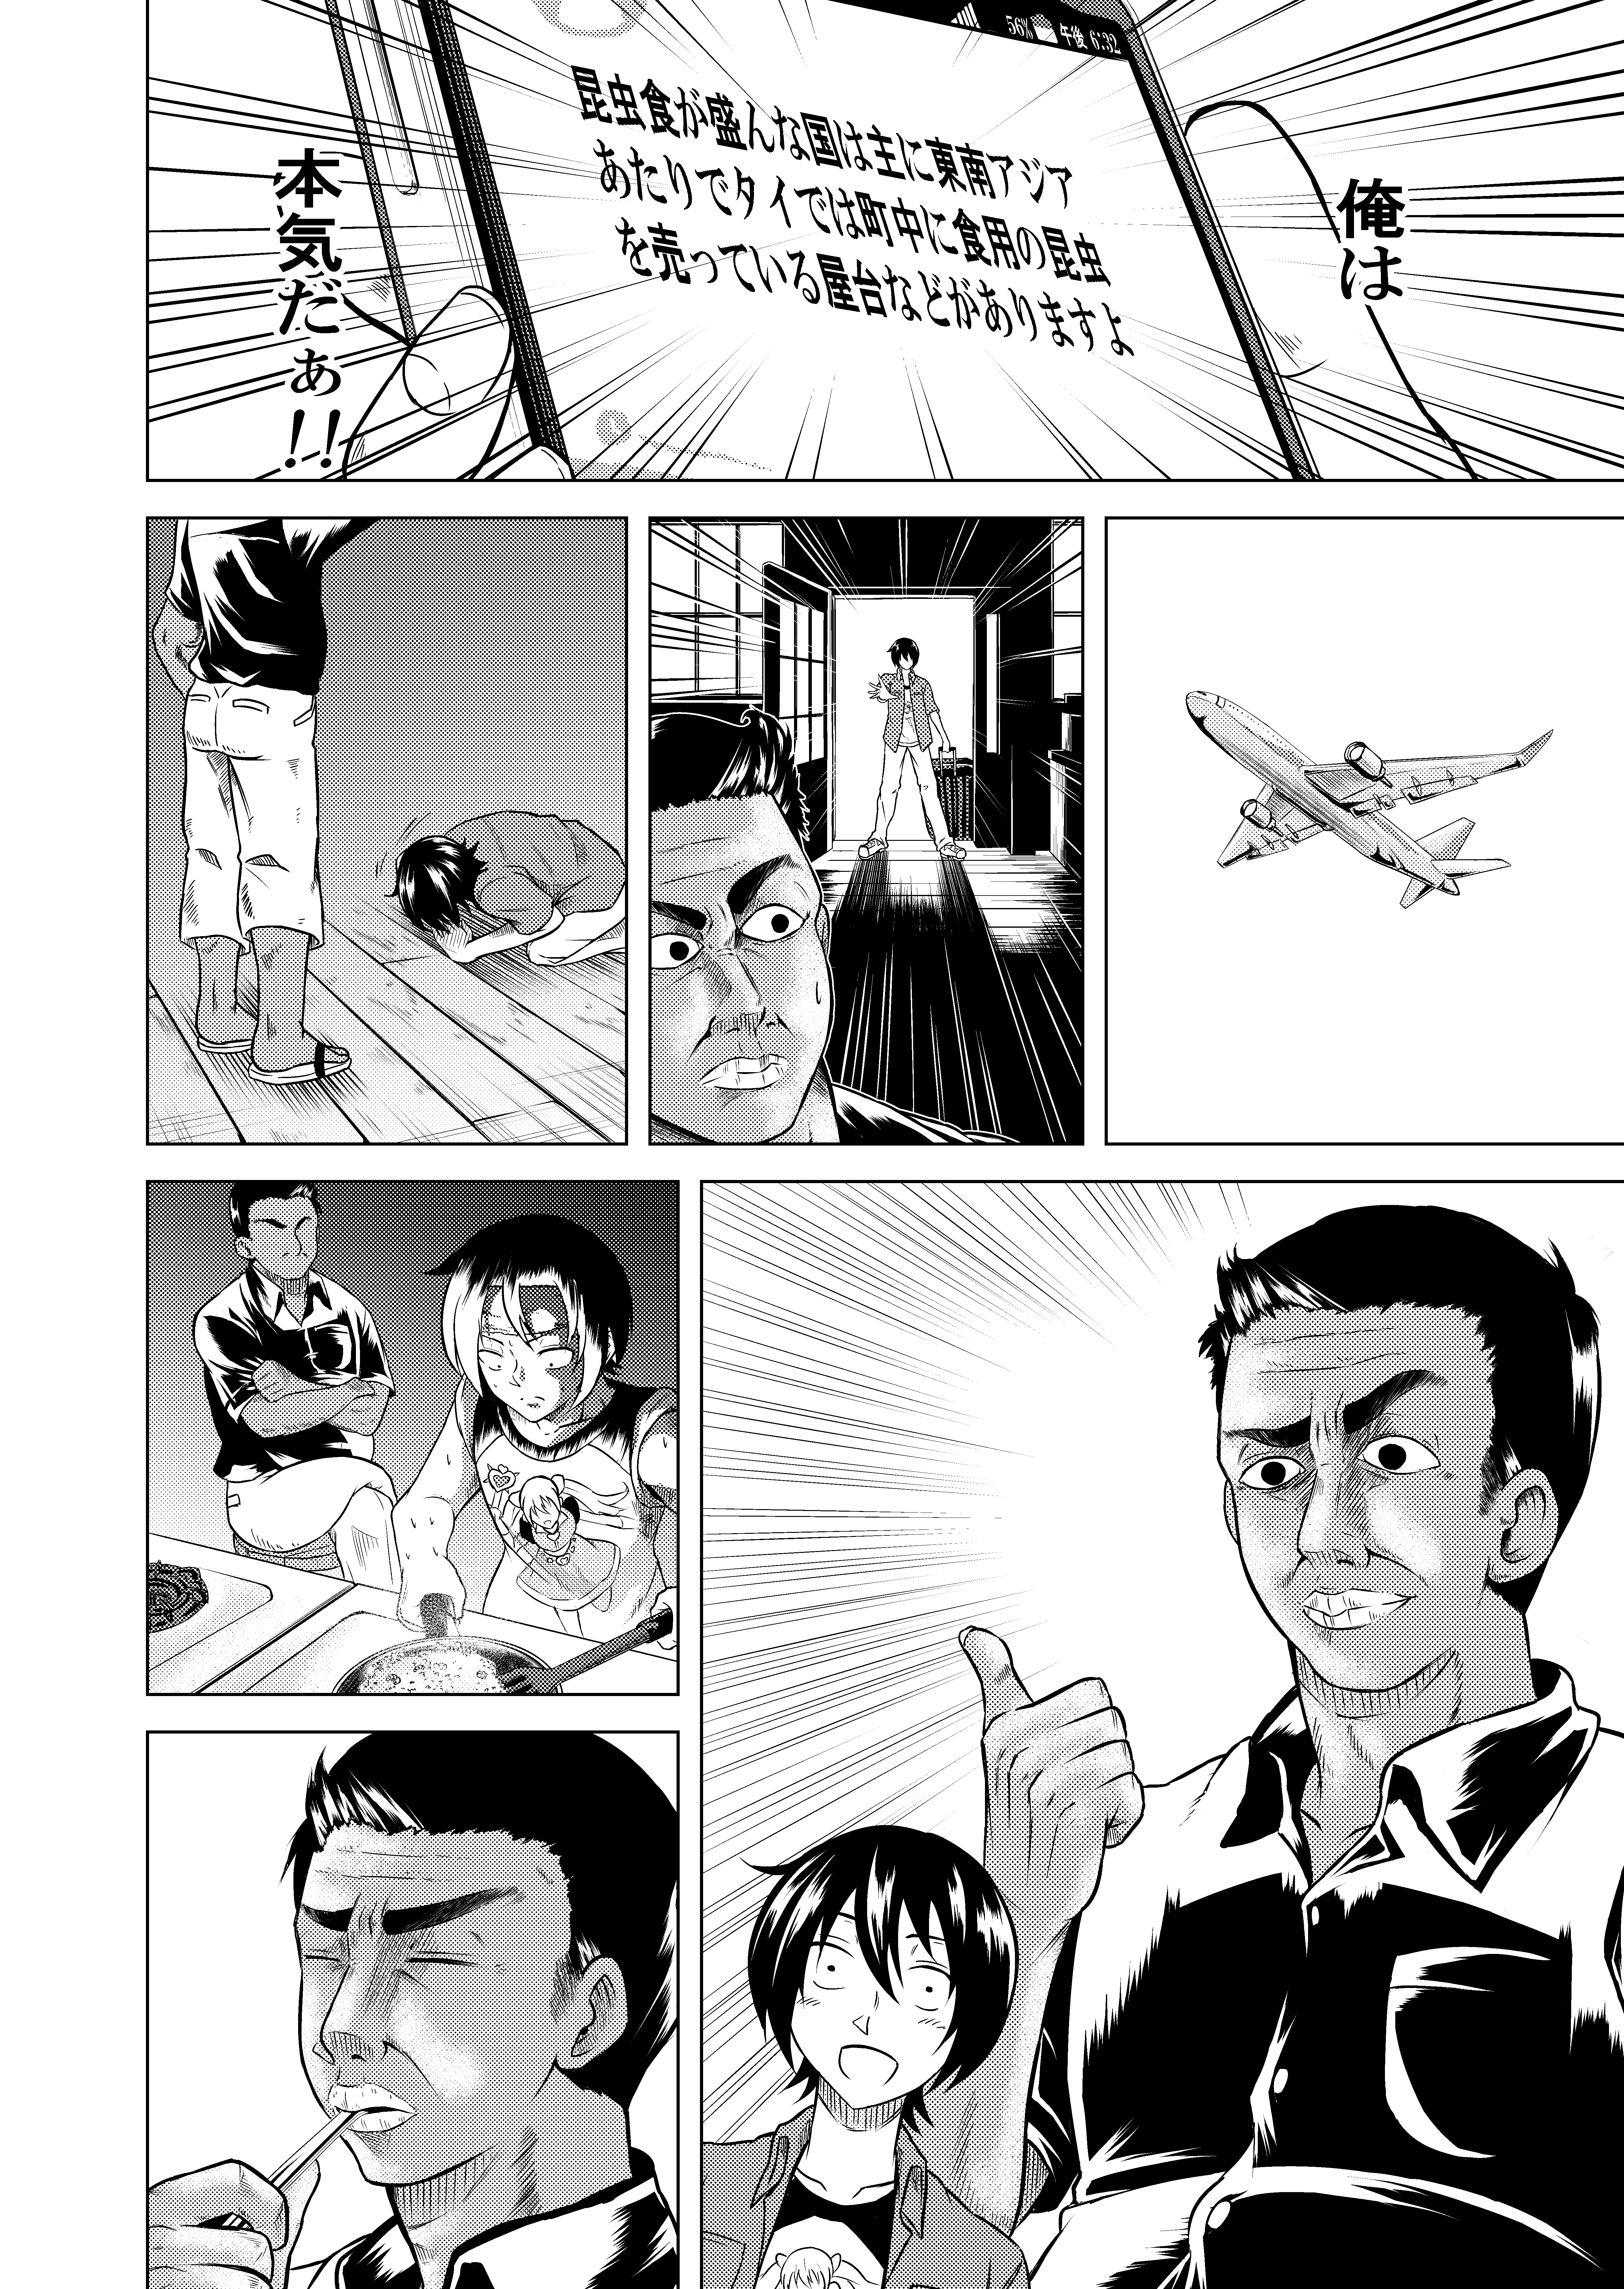 俺は
56% 午後 6:32
昆虫食が盛んな国は主に東南アジア
あたりでタイでは町中に食用の昆虫
を売っている屋台などがありますよ
本気だぁ!!